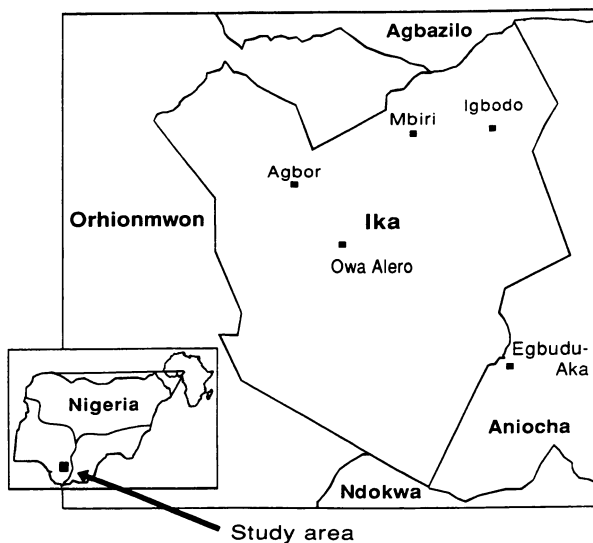 Agbazilo
Igbodo
Mbiri
Agbor
Orhionmwon
Ika
Owa Alero
Egbudu-
Aka
Nigeria
Aniocha
Ndokwa
Study area